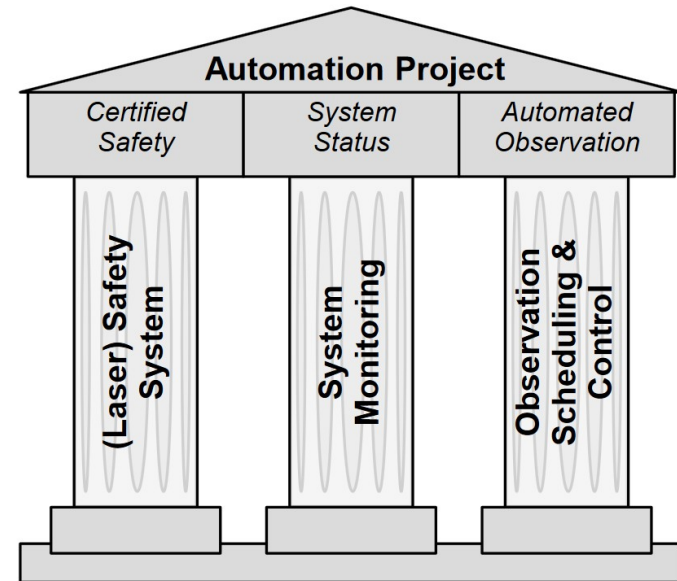 Automation Project
Certified
Safety
System
Status
Automated
Observation
(Laser) Safety
System
System
Monitoring
Observation
Scheduling &
Control